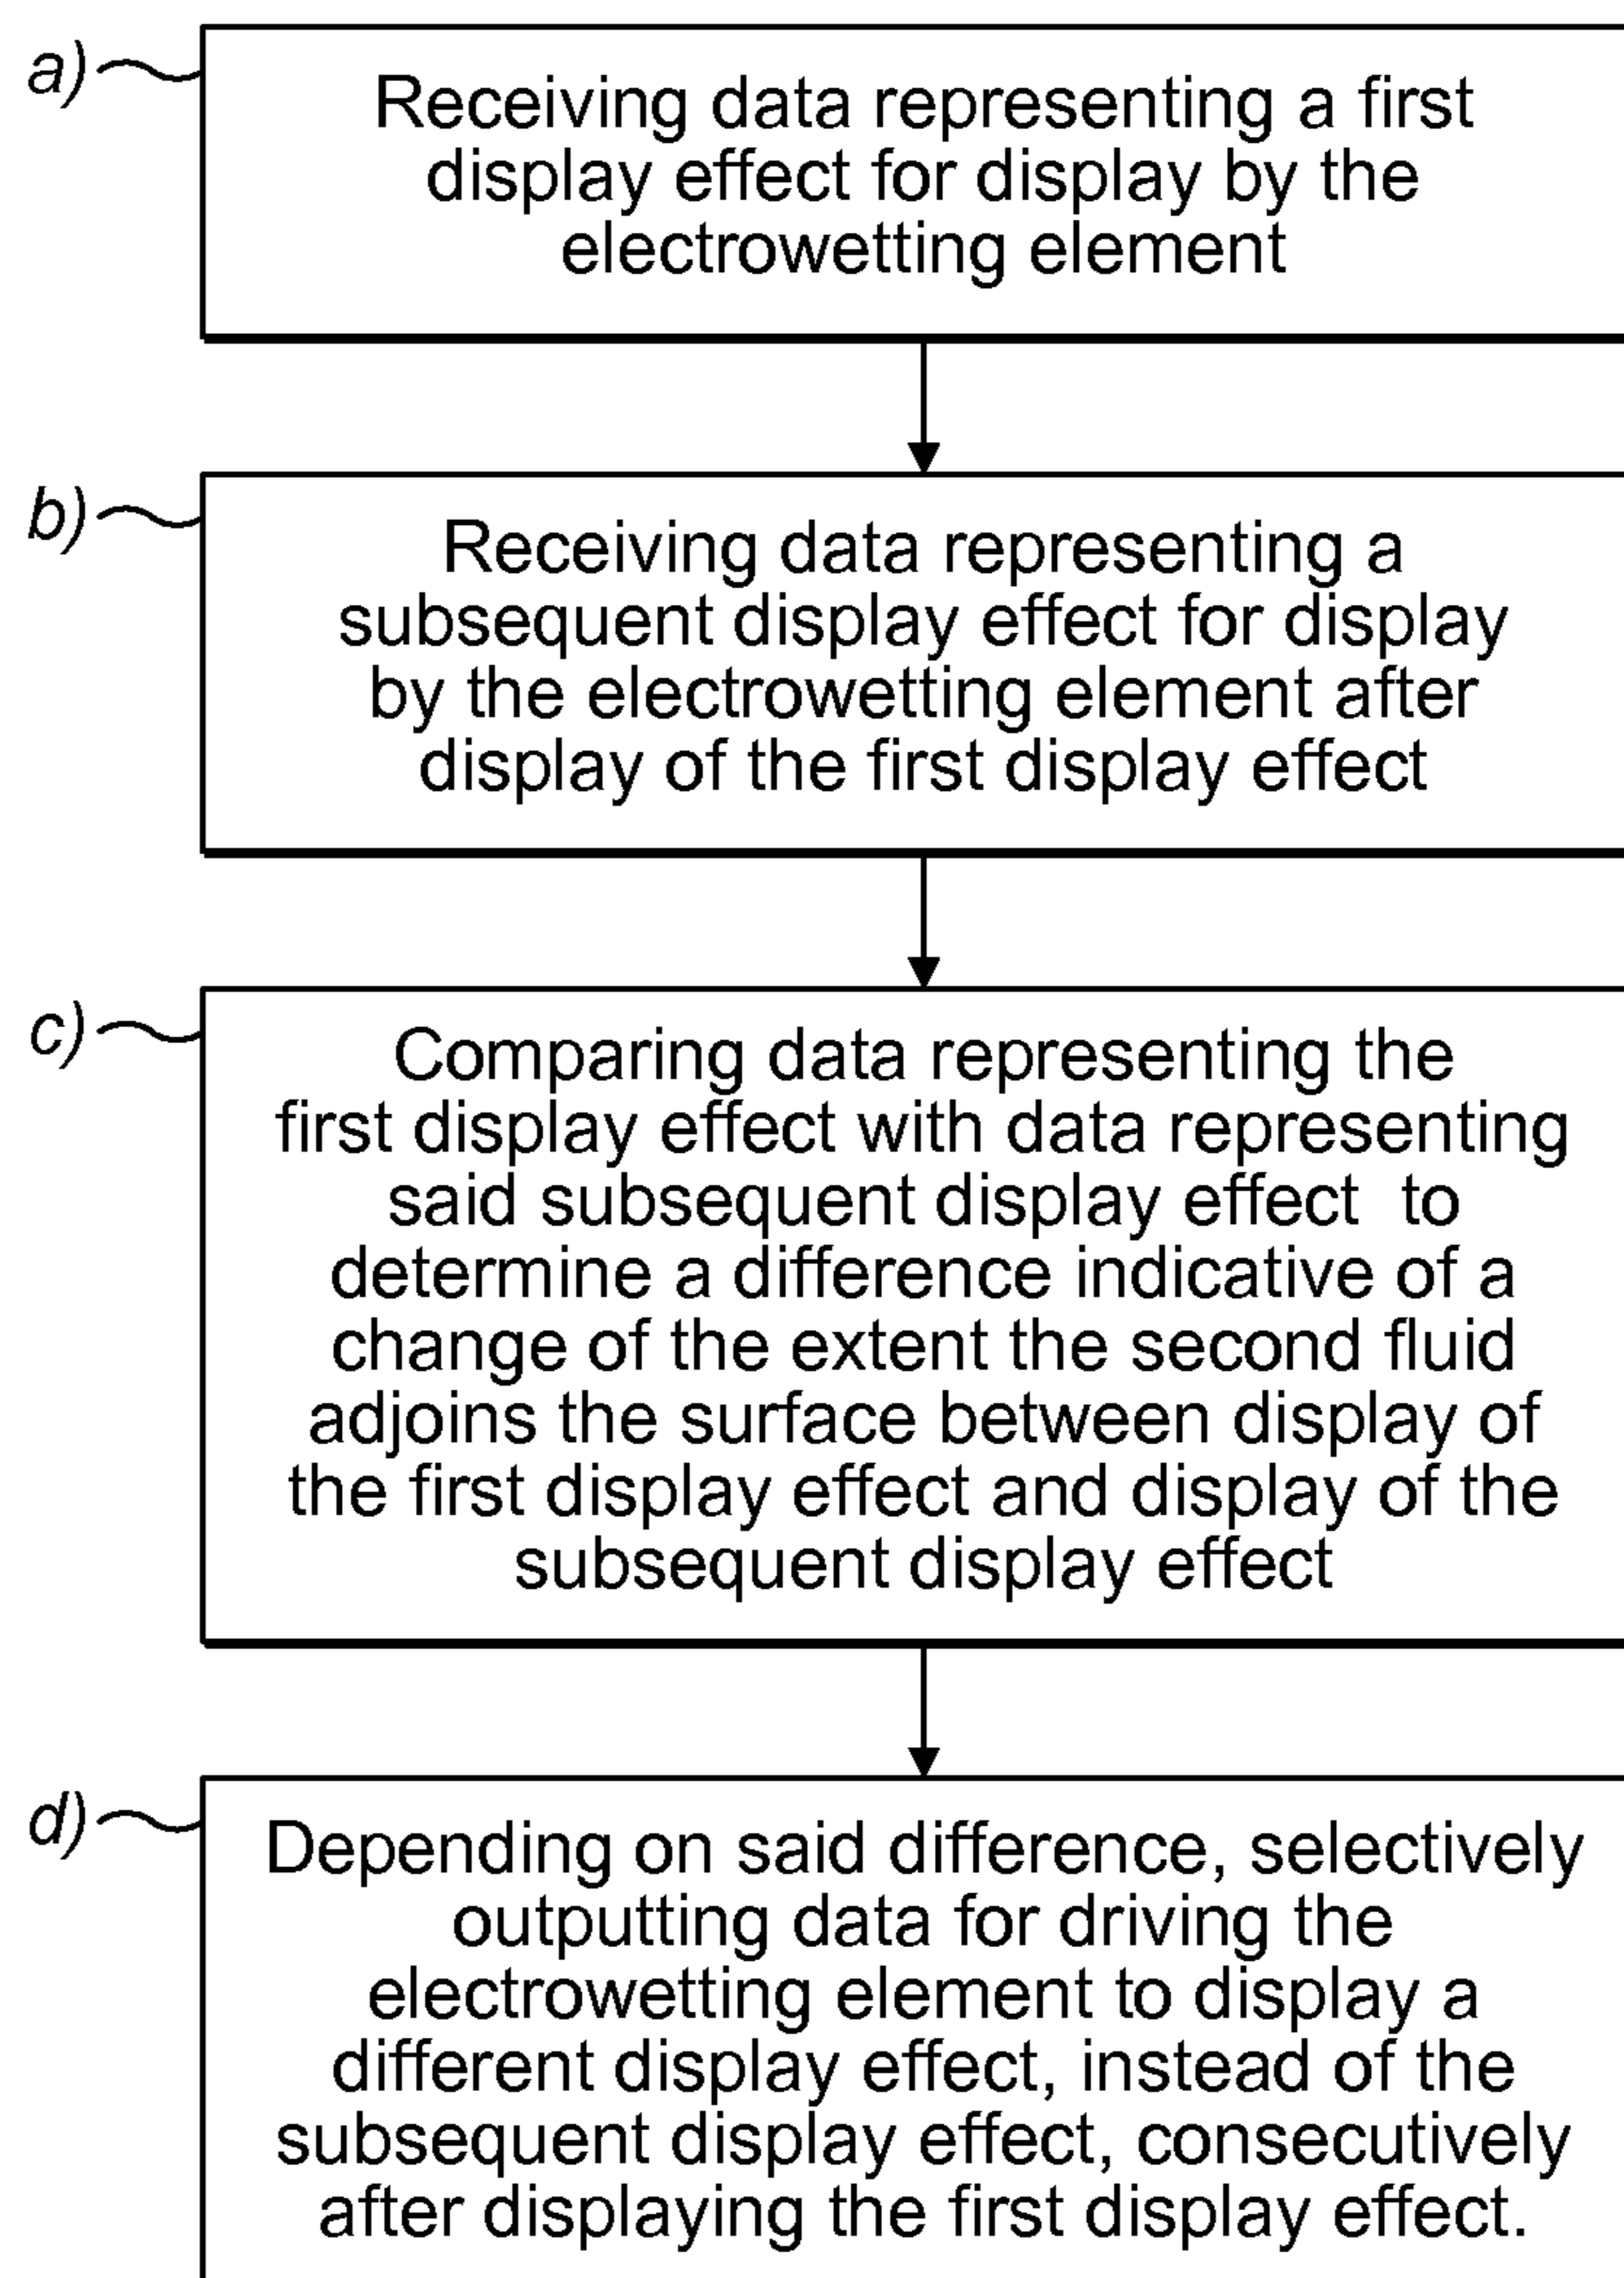 a)
Receiving data representing a first
display effect for display by the
electrowetting element
b)
Receiving data representing a
subsequent display effect for display
by the electrowetting element after
display of the first display effect
c)
Comparing data representing the
first display effect with data representing
said subsequent display effect to
determine a difference indicative of a
change of the extent the second fluid
adjoins the surface between display of
the first display effect and display of the
subsequent display effect
d)
Depending on said difference, selectively
outputting data for driving the
electrowetting element to display a
different display effect, instead of the
subsequent display effect, consecutively
after displaying the first display effect.